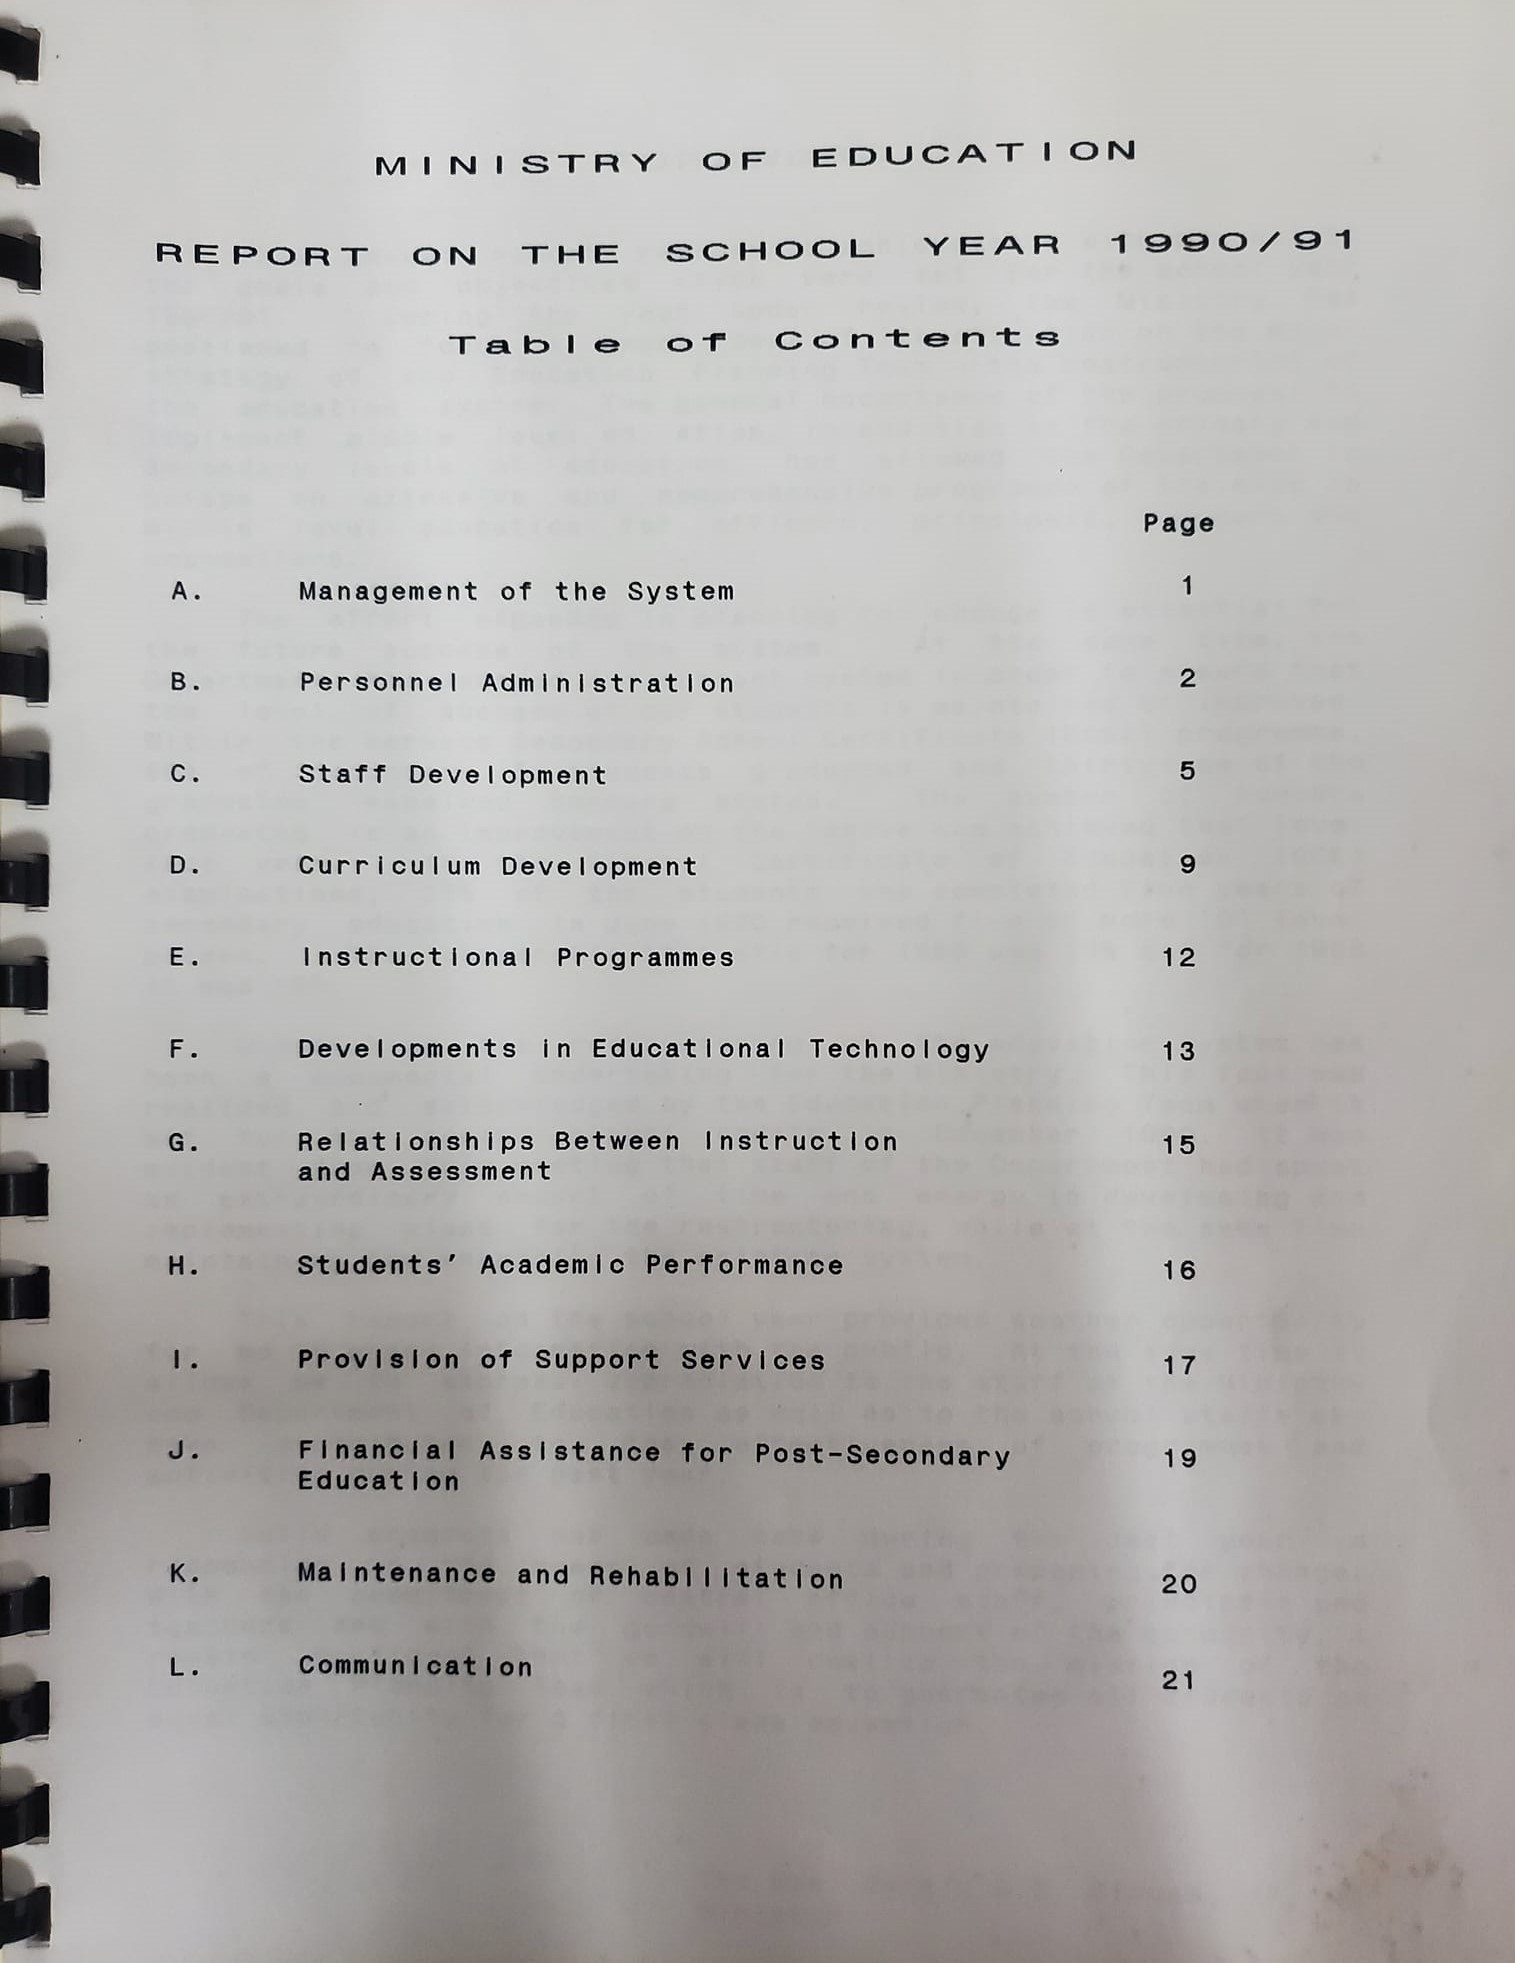 MINISTRY OF EDUCATION
REPORT ON THE SCHOOL YEAR 1990/91
Table of Contents
Page
A. Management of the System 1
B. Personnel Administration 2
C. Staff Development 5
D. Curriculum Development 9
E. Instructional Programmes 12
F. Developments in Educational Technology 13
G. Relationships Between Instruction 15
and Assessment
H. Students' Academic Performance 16
I. Provision of Support Services 17
J. Financial Assistance for Post-Secondary 19
Education
K. Maintenance and Rehabilitation 20
L. Communication 21